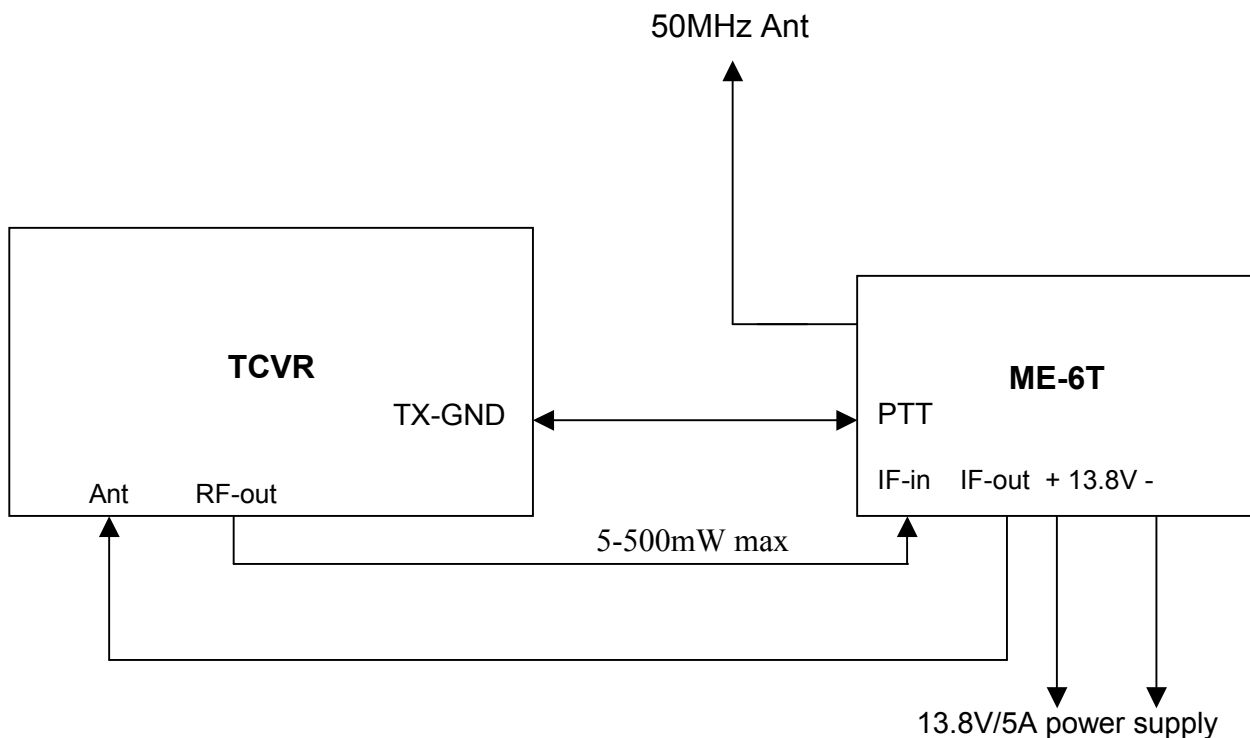 50MHz Ant
TCVR
ME-6T
TX-GND
PTT
Ant RF-out
IF-in IF-out + 13.8V -
5-500mW max
13.8V/5A power supply